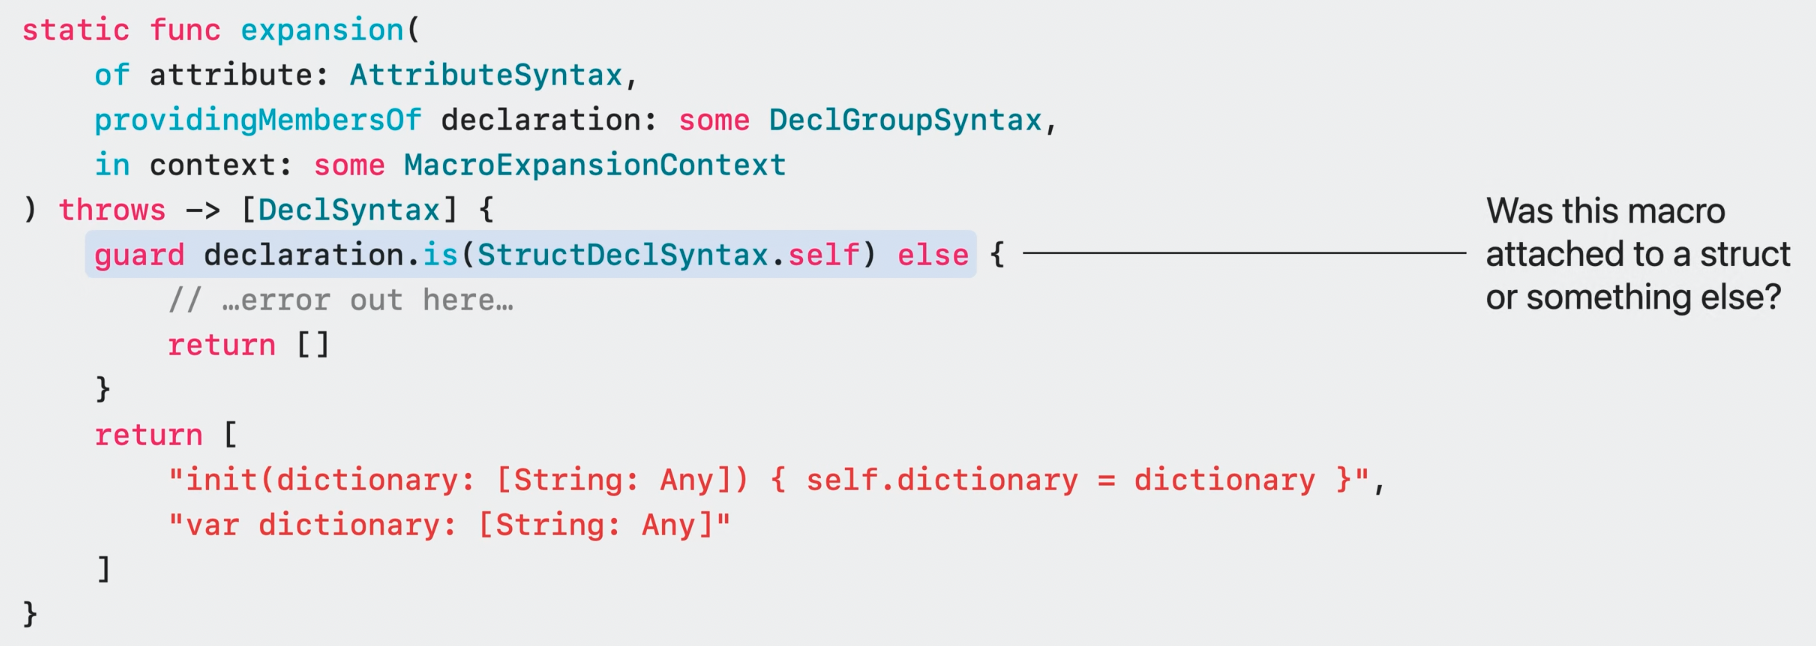 static func expansion(
    of attribute: AttributeSyntax,
    providingMembersOf declaration: some DeclGroupSyntax,
    in context: some MacroExpansionContext
) throws -> [DeclSyntax] {
    guard declaration.is(StructDeclSyntax.self) else {
        // …error out here…
        return []
    }
    return [
        "init(dictionary: [String: Any]) { self.dictionary = dictionary }",
        "var dictionary: [String: Any]"
    ]
}
Was this macro
attached to a struct
or something else?